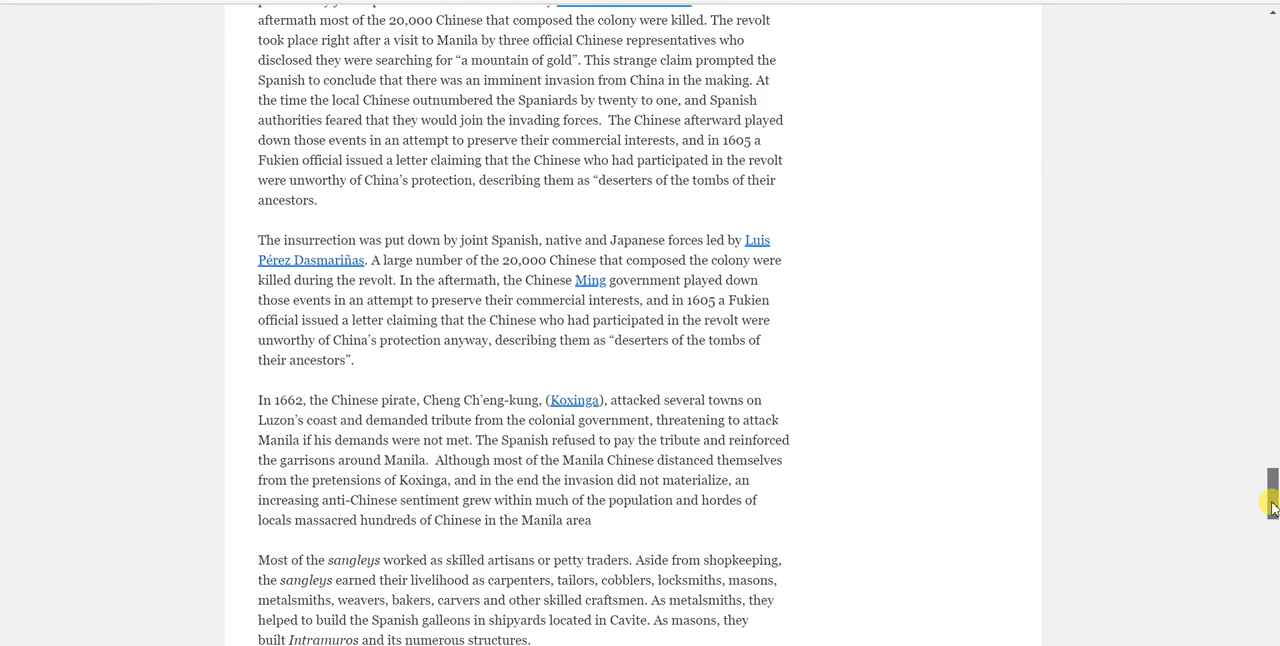 aftermath most of the 20,000 Chinese that composed the colony were killed. The revolt
took place right after a visit to Manila by three official Chinese representatives who
disclosed they were searching for “a mountain of gold”. This strange claim prompted the
Spanish to conclude that there was an imminent invasion from China in the making. At
the time the local Chinese outnumbered the Spaniards by twenty to one, and Spanish
authorities feared that they would join the invading forces.  The Chinese afterward played
down those events in an attempt to preserve their commercial interests, and in 1605 a
Fukien official issued a letter claiming that the Chinese who had participated in the revolt
were unworthy of China’s protection, describing them as “deserters of the tombs of their
ancestors.
The insurrection was put down by joint Spanish, native and Japanese forces led by Luis
Pérez Dasmariñas. A large number of the 20,000 Chinese that composed the colony were
killed during the revolt. In the aftermath, the Chinese Ming government played down
those events in an attempt to preserve their commercial interests, and in 1605 a Fukien
official issued a letter claiming that the Chinese who had participated in the revolt were
unworthy of China’s protection anyway, describing them as “deserters of the tombs of
their ancestors”.
In 1662, the Chinese pirate, Cheng Ch’eng-kung, (Koxinga), attacked several towns on
Luzon’s coast and demanded tribute from the colonial government, threatening to attack
Manila if his demands were not met. The Spanish refused to pay the tribute and reinforced
the garrisons around Manila.  Although most of the Manila Chinese distanced themselves
from the pretensions of Koxinga, and in the end the invasion did not materialize, an
increasing anti-Chinese sentiment grew within much of the population and hordes of
locals massacred hundreds of Chinese in the Manila area
Most of the sangleys worked as skilled artisans or petty traders. Aside from shopkeeping,
the sangleys earned their livelihood as carpenters, tailors, cobblers, locksmiths, masons,
metalsmiths, weavers, bakers, carvers and other skilled craftsmen. As metalsmiths, they
helped to build the Spanish galleons in shipyards located in Cavite. As masons, they
built Intramuros and its numerous structures.